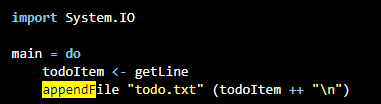 import System.IO
main = do
todoItem <- getLine
appendFile "todo.txt" (todoItem ++ "\n")